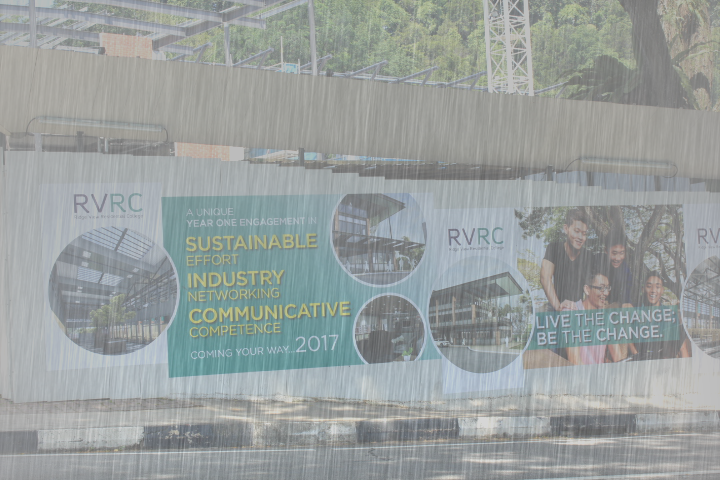 RVRC
A UNIQUE
YEAR ONE ENGAGEMENT IN
SUSTAINABLE
EFFORT
INDUSTRY
NETWORKING
COMMUNICATIVE
COMPETENCE
COMING YOUR WAY...2017
RVRC
LIVE THE CHANGE;
BE THE CHANGE.
RV